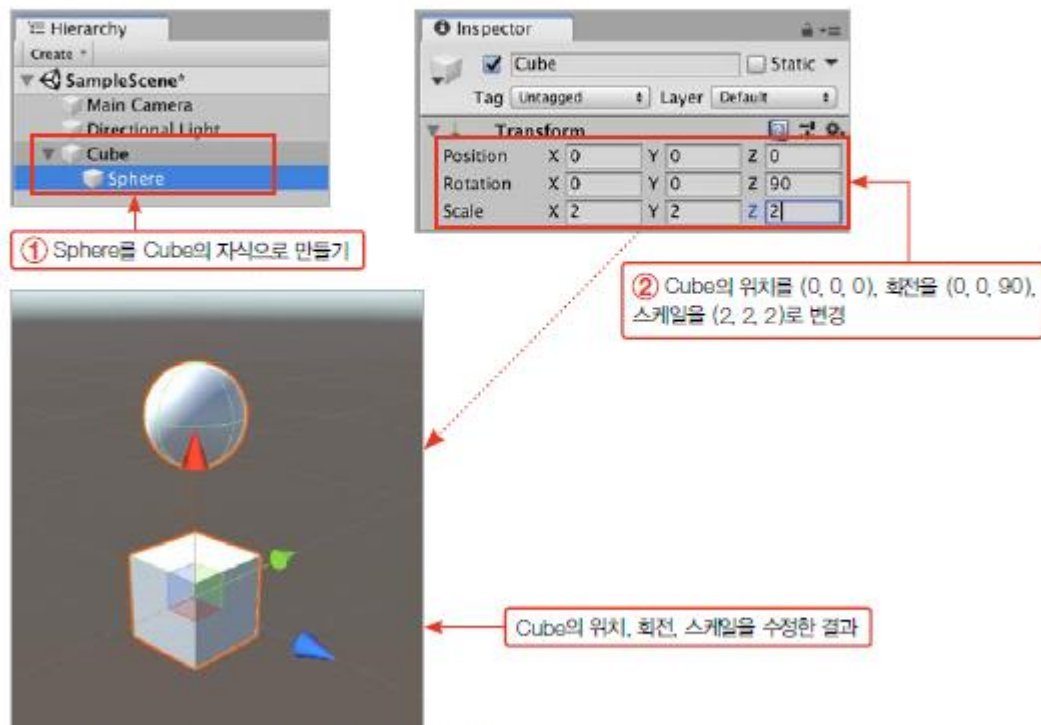 Hierarchy
Create
SampleScene*
Main Camera
Directional Light
Cube
Sphere
① Sphere를 Cube의 자식으로 만들기
Inspector
Cube Static
Tag Untagged Layer Default
Transform
Position X 0 Y 0 Z 0
Rotation X 0 Y 0 Z 90
Scale X 2 Y 2 Z 2
② Cube의 위치를 (0, 0, 0), 회전을 (0, 0, 90),
스케일을 (2, 2, 2)로 변경
Cube의 위치, 회전, 스케일을 수정한 결과